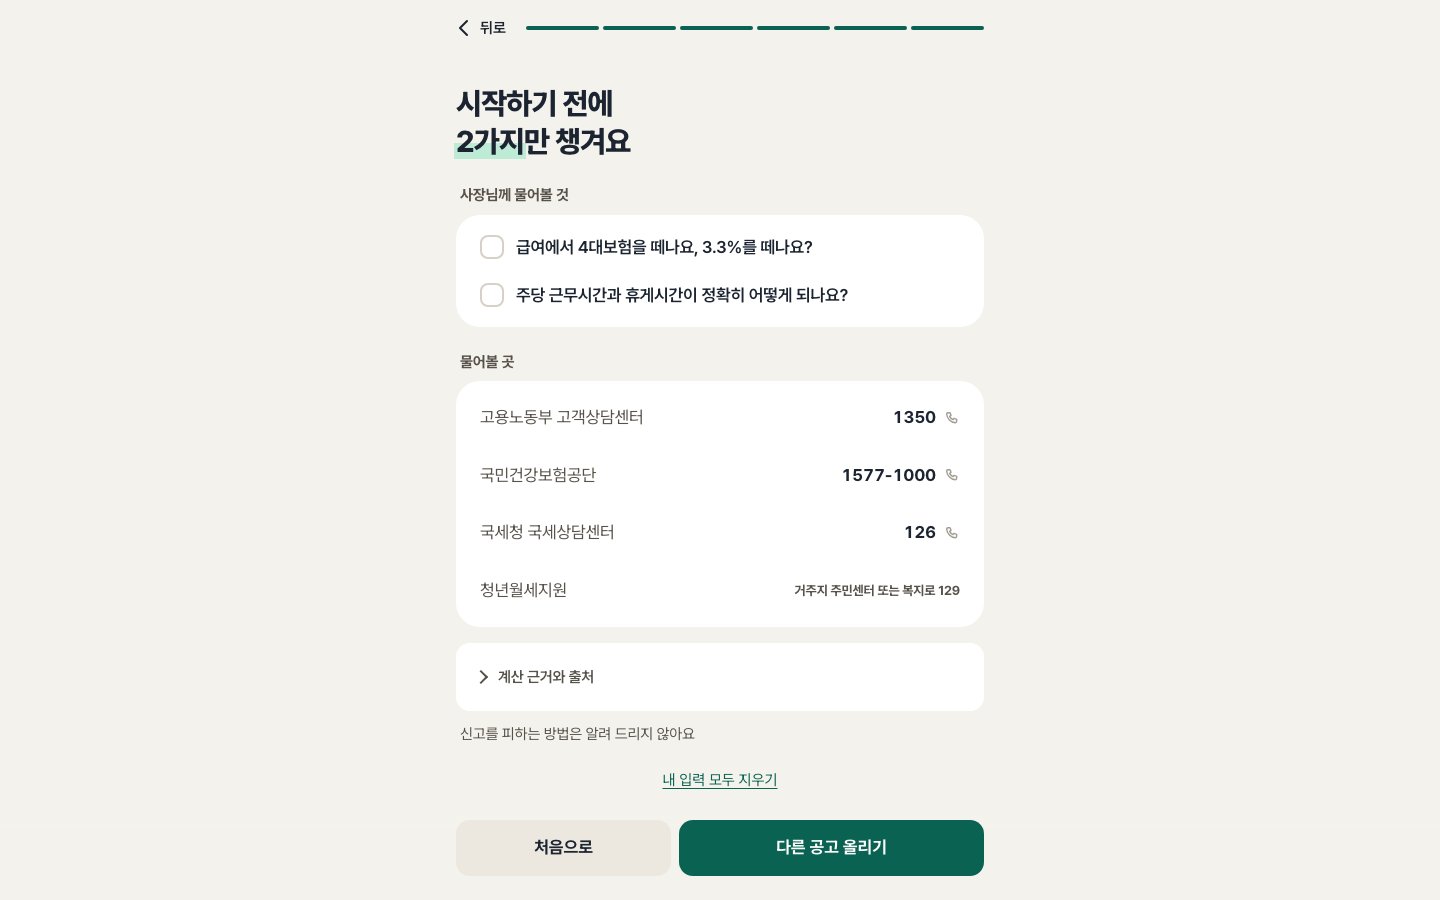 뒤로
시작하기 전에
2가지만 챙겨요
사장님께 물어볼 것
급여에서 4대보험을 떼나요, 3.3%를 떼나요?
주당 근무시간과 휴게시간이 정확히 어떻게 되나요?
물어볼 곳
고용노동부 고객상담센터 1350
국민건강보험공단 1577-1000
국세청 국세상담센터 126
청년월세지원 거주지 주민센터 또는 복지로 129
계산 근거와 출처
신고를 피하는 방법은 알려 드리지 않아요
내 입력 모두 지우기
처음으로 다른 공고 올리기